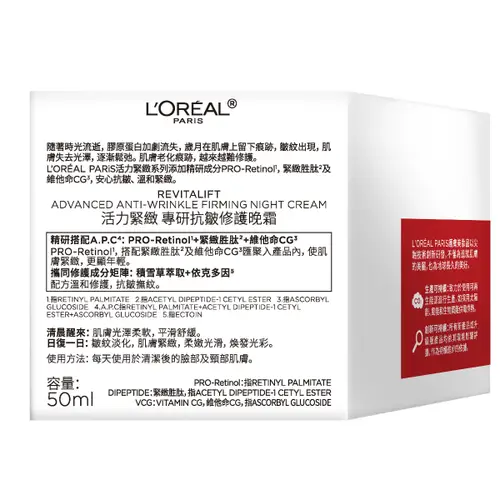 L'ORÉAL®
PARIS
隨著時光流逝，膠原蛋白加劇流失，歲月在肌膚上留下痕跡，皺紋出現，肌
膚失去光澤，逐漸鬆弛。肌膚老化痕跡，越來越難修護。
L'ORÉAL PARIS活力緊緻系列添加精研成分PRO-Retinol¹，緊緻胜肽²及
維他命CG³，安心抗皺、溫和緊緻。
REVITALIFT
ADVANCED ANTI-WRINKLE FIRMING NIGHT CREAM
活力緊緻 專研抗皺修護晚霜
精研搭配A.P.C⁴: PRO-Retinol¹+緊緻胜肽²+維他命CG³
PRO-Retinol¹，搭配緊緻胜肽²及維他命CG³匯聚入產品內，使肌
膚緊緻，更顯年輕。
攜同修護成分矩陣：積雪草萃取+依克多因⁵
配方溫和修護，抗皺撫紋。
1 指RETINYL PALMITATE 2.指ACETYL DIPEPTIDE-1 CETYL ESTER 3.指ASCORBYL
GLUCOSIDE 4.A.P.C指RETINYL PALMITATE+ACETYL DIPEPTIDE-1 CETYL
ESTER+ASCORBYL GLUCOSIDE 5.指ECTOIN
清晨醒來：肌膚光澤柔軟，平滑舒緩。
日復一日：皺紋淡化，肌膚緊緻，柔嫩光滑，煥發光彩。
使用方法：每天使用於清潔後的臉部及頸部肌膚。
容量：
50ml
PRO-Retinol：指RETINYL PALMITATE
DIPEPTIDE：緊緻胜肽，指ACETYL DIPEPTIDE-1 CETYL ESTER
VCG：VITAMIN CG，維他命CG，指ASCORBYL GLUCOSIDE